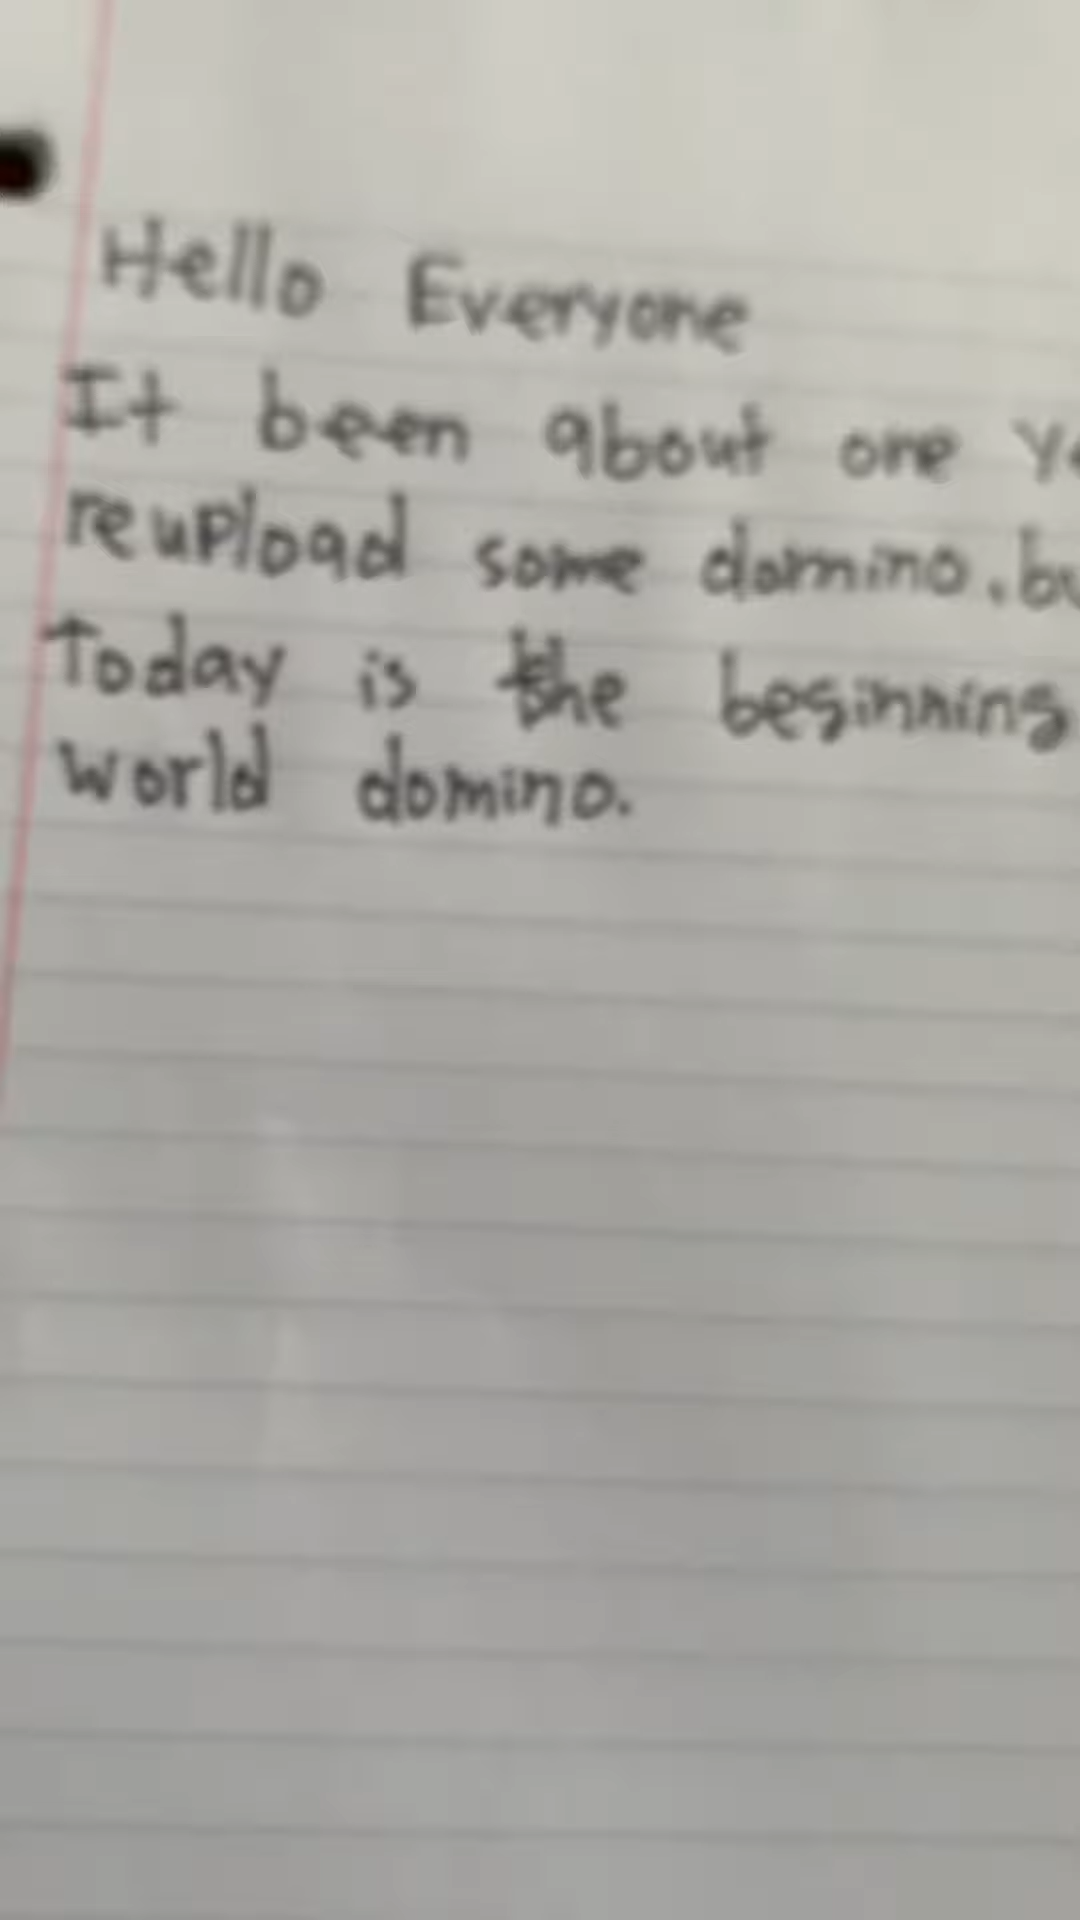 Hello Everyone
It been about one
reupload some domino.
Today is the beginning
world domino.